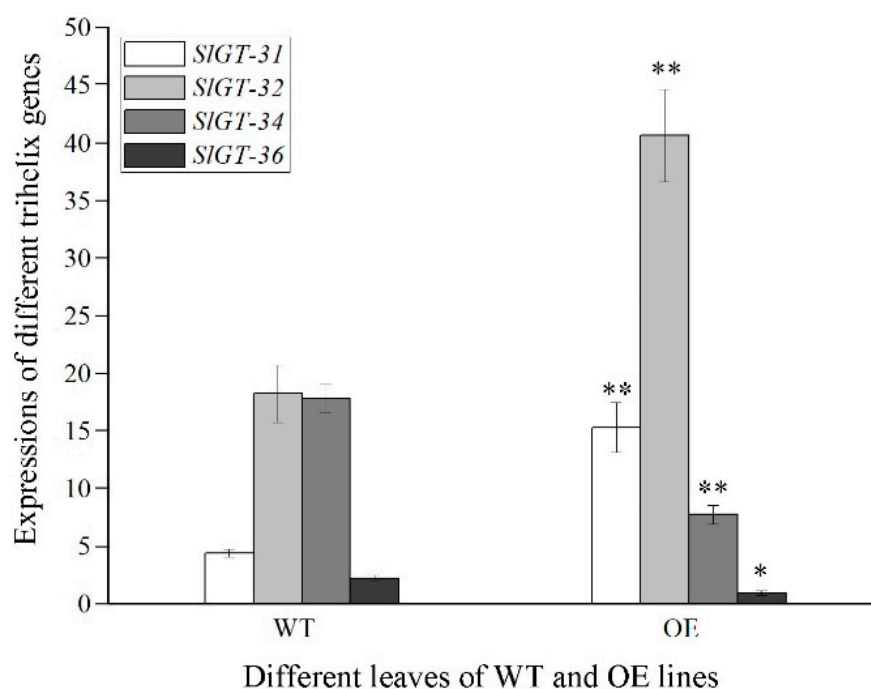 50
45
40
35
30
25
20
15
10
5
0
Expressions of different trihelix genes
SlGT-31
SlGT-32
SlGT-34
SlGT-36
**
**
**
*
WT OE
Different leaves of WT and OE lines